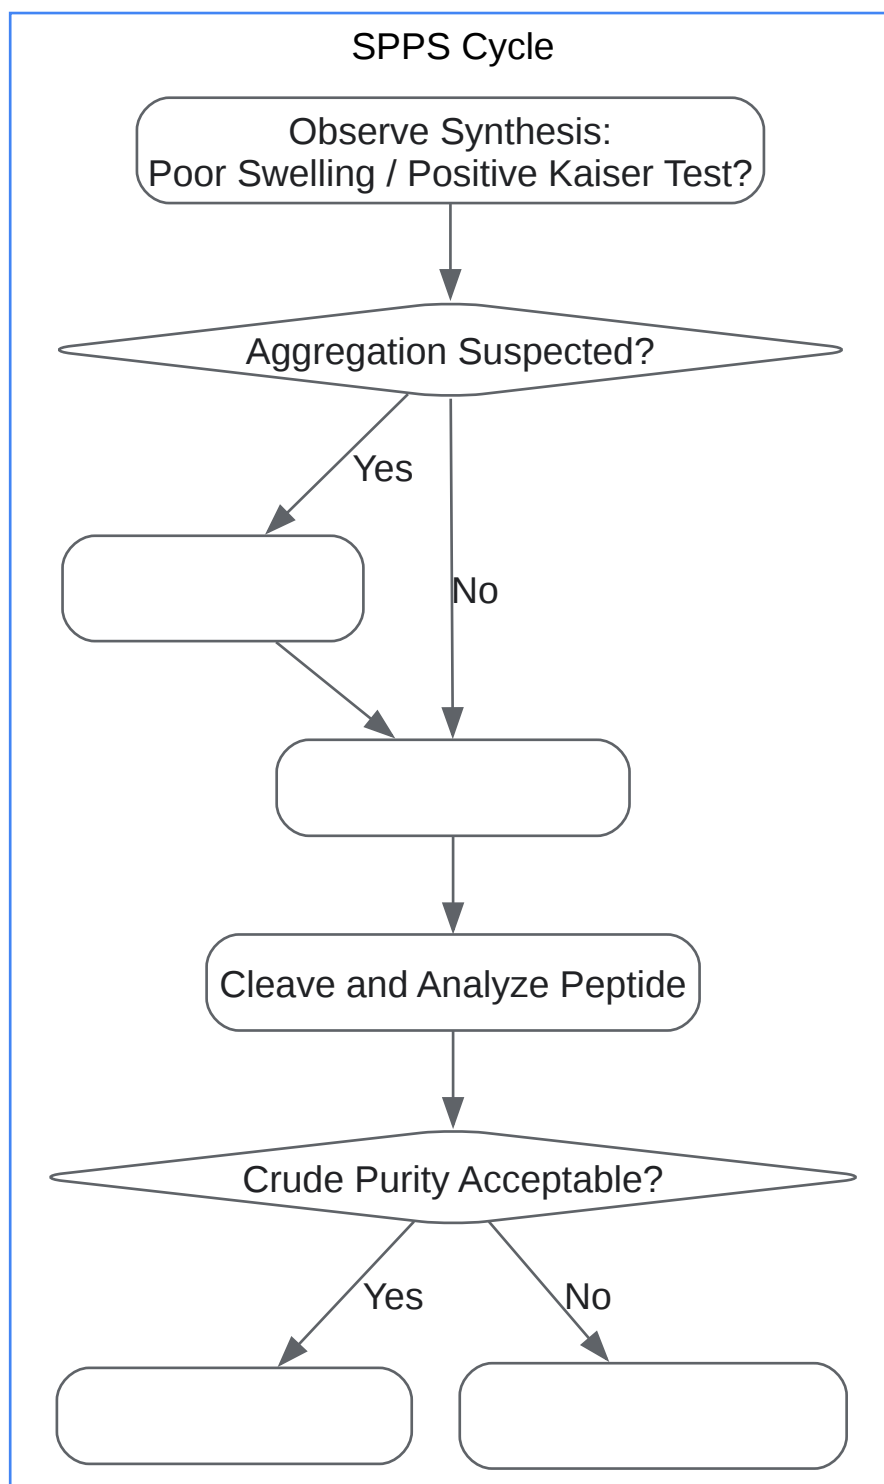 SPPS Cycle
Observe Synthesis:
Poor Swelling / Positive Kaiser Test?
Aggregation Suspected?
Yes
No
Cleave and Analyze Peptide
Crude Purity Acceptable?
Yes
No